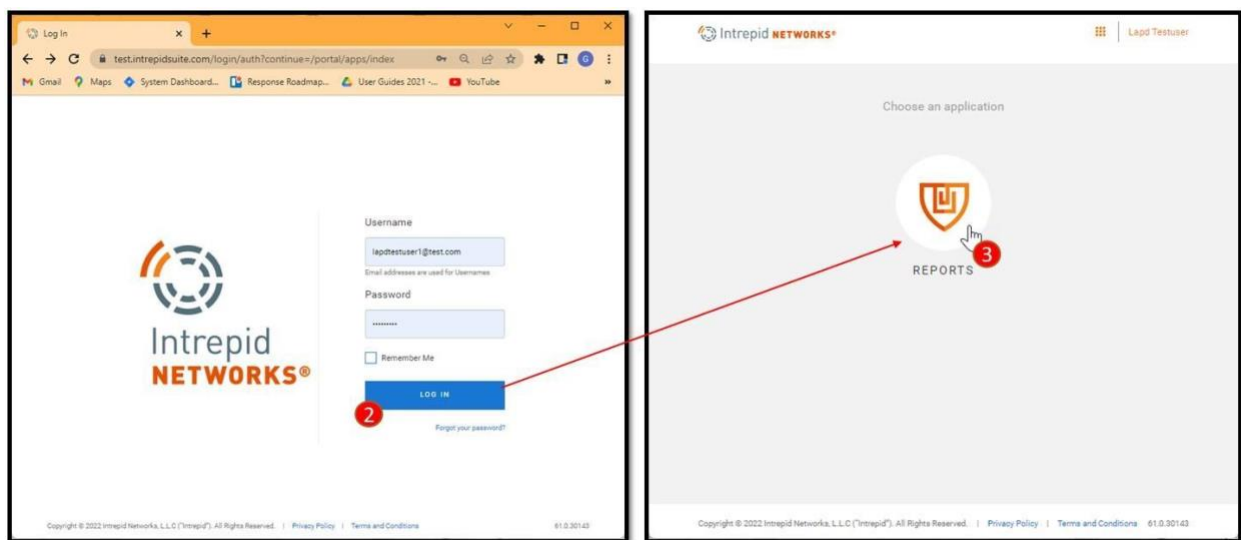 Log In
test.intrepidsuite.com/login/auth?continue=/portal/apps/index
G
Gmail Maps System Dashboard... Response Roadmap... User Guides 2021 -... YouTube »
Intrepid
NETWORKS®
Username
lapdtestuser1@test.com
Email addresses are used for Usernames
Password
•••••••••
Remember Me
LOG IN
2
Forgot your password?
Copyright © 2022 Intrepid Networks, L.L.C ("Intrepid"). All Rights Reserved. | Privacy Policy | Terms and Conditions 61.0.30143
Intrepid NETWORKS®
Lapd Testuser
Choose an application
3
REPORTS
Copyright © 2022 Intrepid Networks, L.L.C ("Intrepid"). All Rights Reserved. | Privacy Policy | Terms and Conditions 61.0.30143